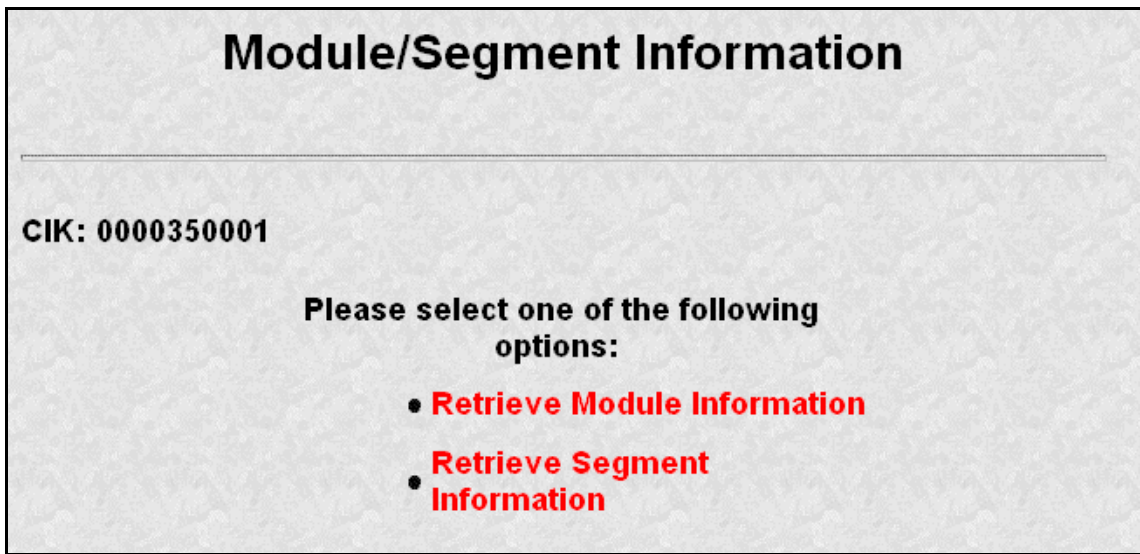 Module/Segment Information
CIK: 0000350001
Please select one of the following
options:
Retrieve Module Information
Retrieve Segment
Information